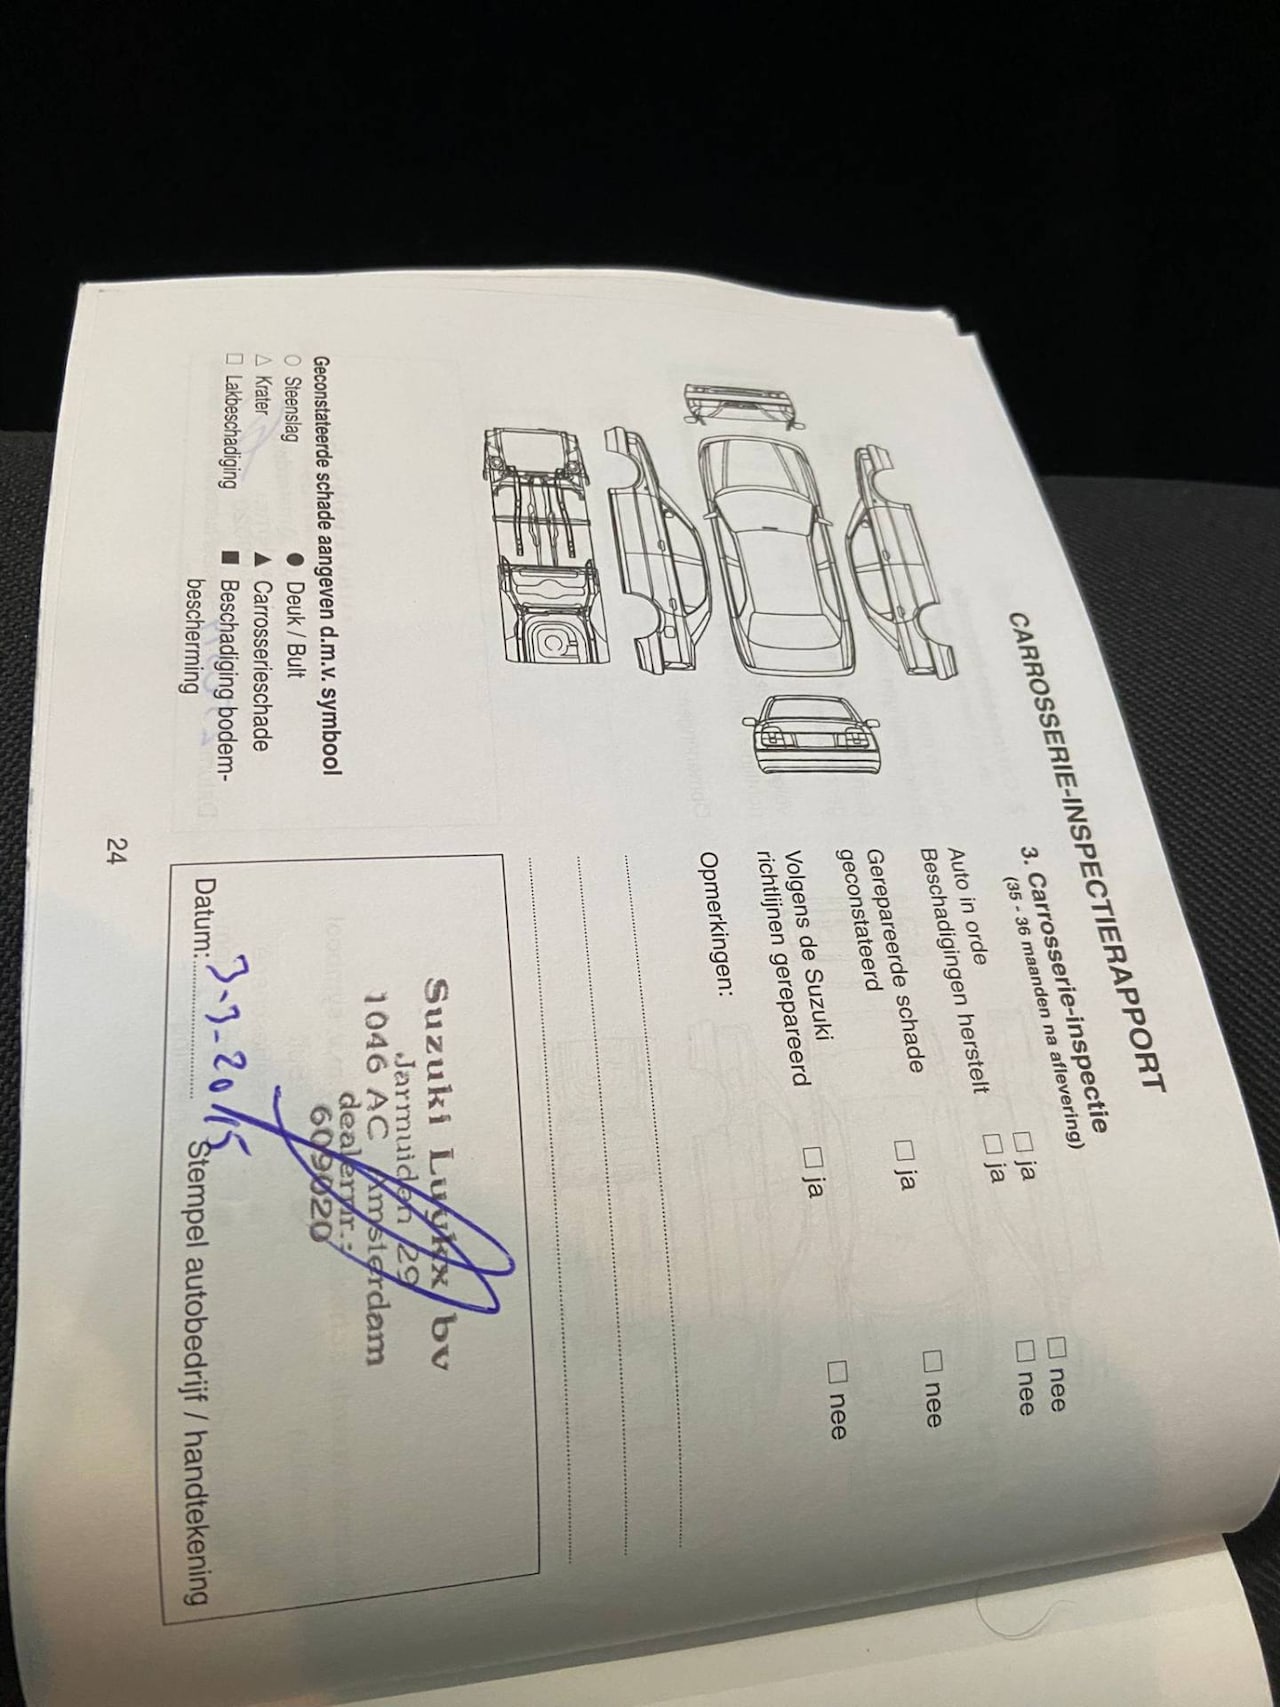 CARROSSERIE-INSPECTIERAPPORT
3. Carrosserie-inspectie
(35 - 36 maanden na aflevering)
Auto in orde □ ja □ nee
Beschadigingen herstelt □ ja □ nee
Gerepareerde schade
geconstateerd □ ja □ nee
Volgens de Suzuki
richtlijnen gerepareerd □ ja □ nee
Opmerkingen:
Geconstateerde schade aangeven d.m.v. symbool
○ Steenslag ● Deuk / Bult
△ Krater ▲ Carrosserieschade
□ Lakbeschadiging ■ Beschadiging bodem-
bescherming
Suzuki Luykx bv
Jarmuiden 29
1046 AC Amsterdam
dealernr.:
609020
Datum: 3-3-2015 Stempel autobedrijf / handtekening
24